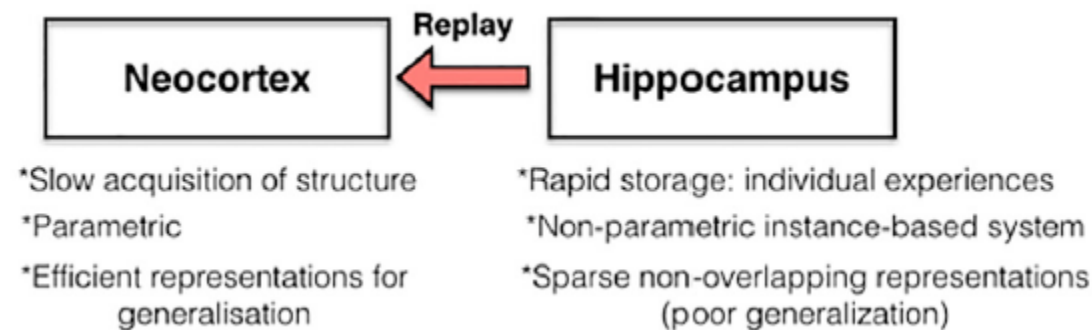 Replay
Neocortex
Hippocampus
*Slow acquisition of structure
*Parametric
*Efficient representations for
generalisation
*Rapid storage: individual experiences
*Non-parametric instance-based system
*Sparse non-overlapping representations
(poor generalization)